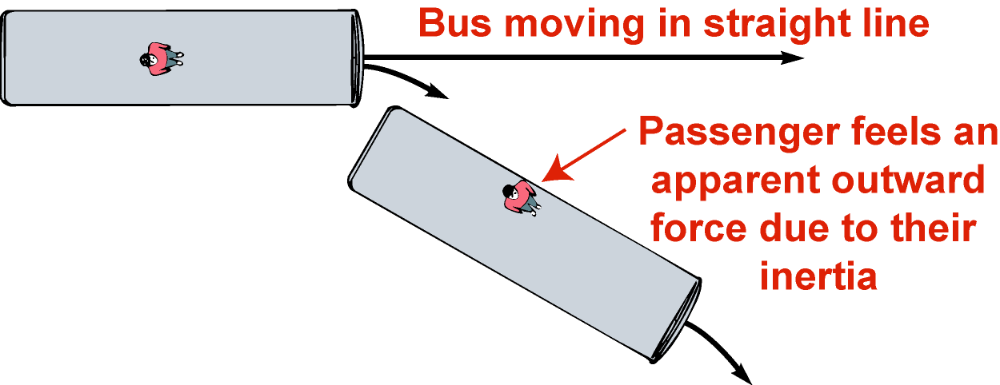 Bus moving in straight line
Passenger feels an
apparent outward
force due to their
inertia